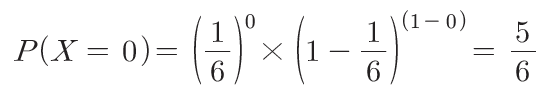 P(X = 0) = (1/6)^0 × (1 − 1/6)^(1 − 0) = 5/6